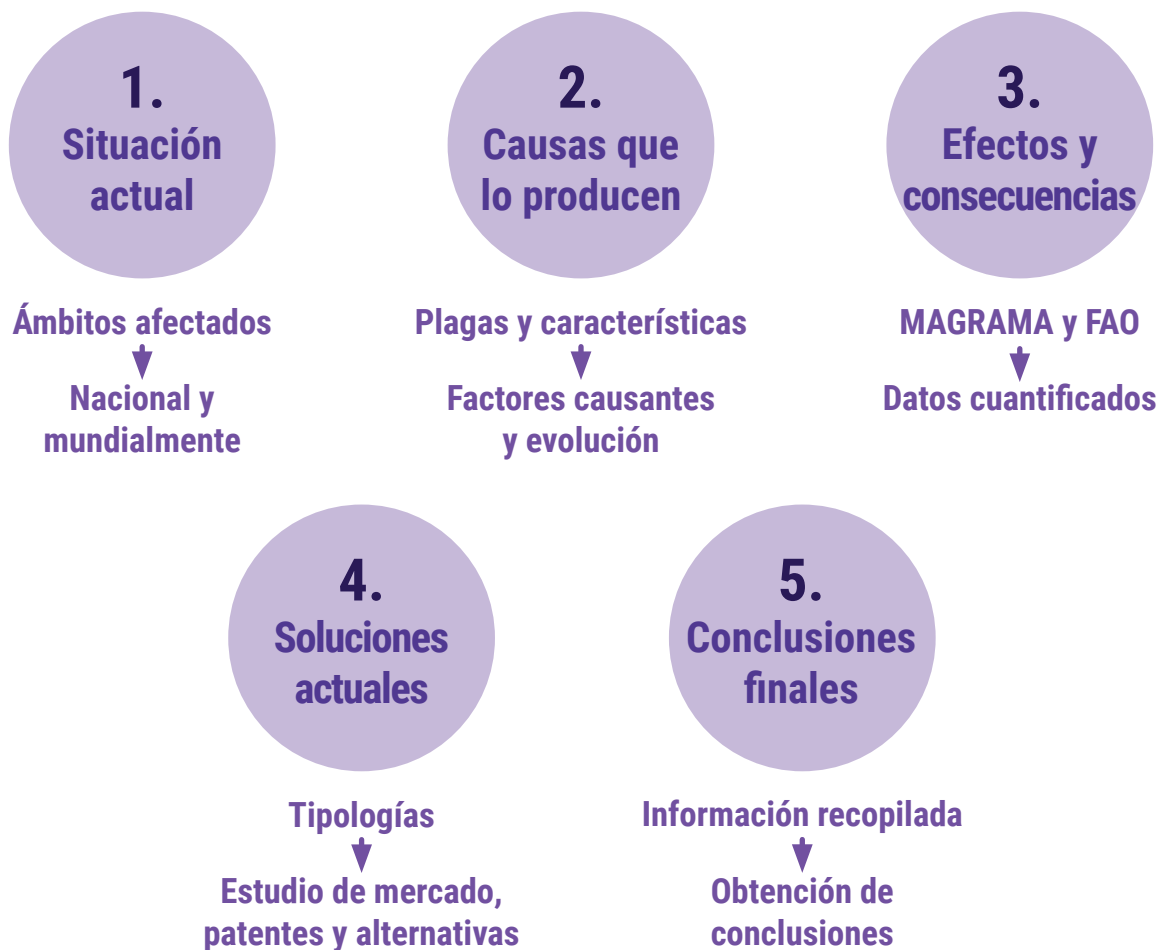 1.
Situación
actual
Ámbitos afectados
Nacional y
mundialmente
2.
Causas que
lo producen
Plagas y características
Factores causantes
y evolución
3.
Efectos y
consecuencias
MAGRAMA y FAO
Datos cuantificados
4.
Soluciones
actuales
Tipologías
Estudio de mercado,
patentes y alternativas
5.
Conclusiones
finales
Información recopilada
Obtención de
conclusiones